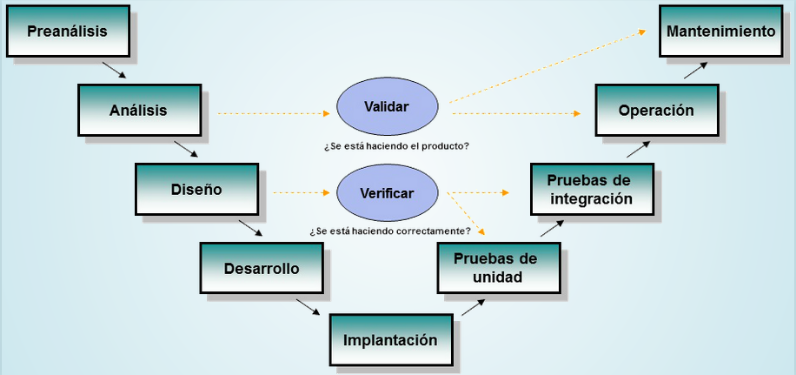 Preanálisis
Mantenimiento
Análisis
Validar
Operación
¿Se está haciendo el producto?
Diseño
Verificar
Pruebas de
integración
¿Se está haciendo correctamente?
Desarrollo
Pruebas de
unidad
Implantación